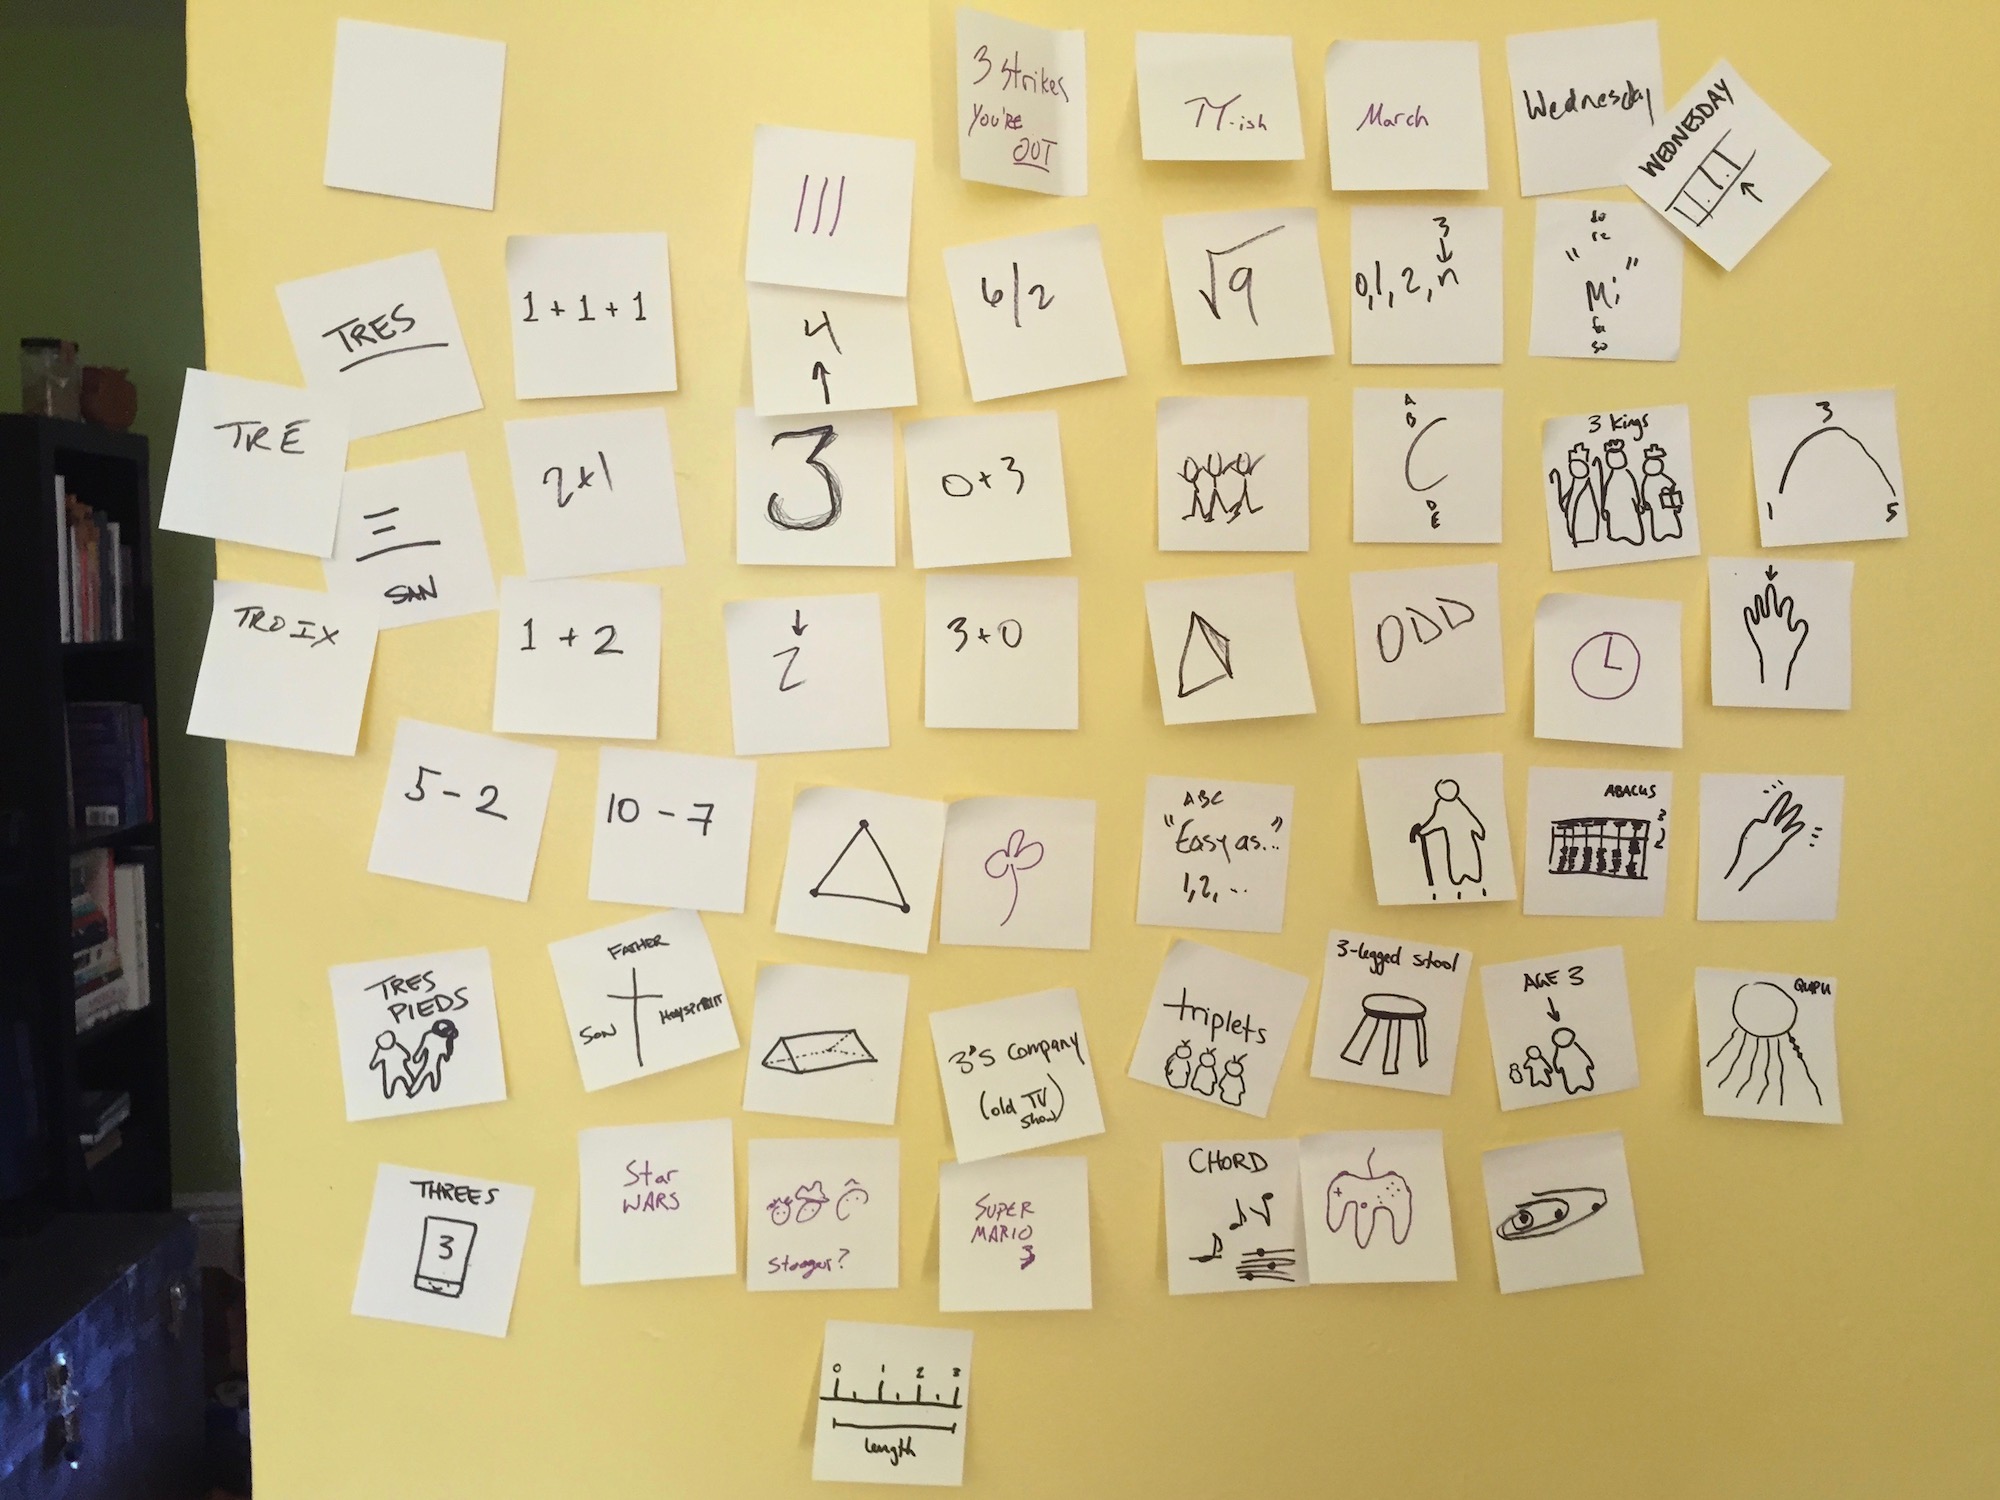 3 Strikes
YOU'RE
OUT
π-ish
March
Wednesday
WEDNESDAY
|||
TRES
1 + 1 + 1
4
↑
6/2
√9
3
↓
0, 1, 2, n
do
re
"Mi"
fa
so
TRE
三
SAN
2+1
3
0+3
A
B
C
D
E
3 Kings
3
1 5
TROIX
1 + 2
↓
2
3+0
ODD
5 - 2
10 - 7
ABC
"Easy as..."
1, 2, ...
ABACUS
3
2
TRES
PIEDS
FATHER
SON
HOLY SPIRIT
3's Company
(old TV
show)
triplets
3-legged stool
AGE 3
QUIPU
THREES
3
Star
WARS
Stooges?
SUPER
MARIO
3
CHORD
0 1 2 3
length